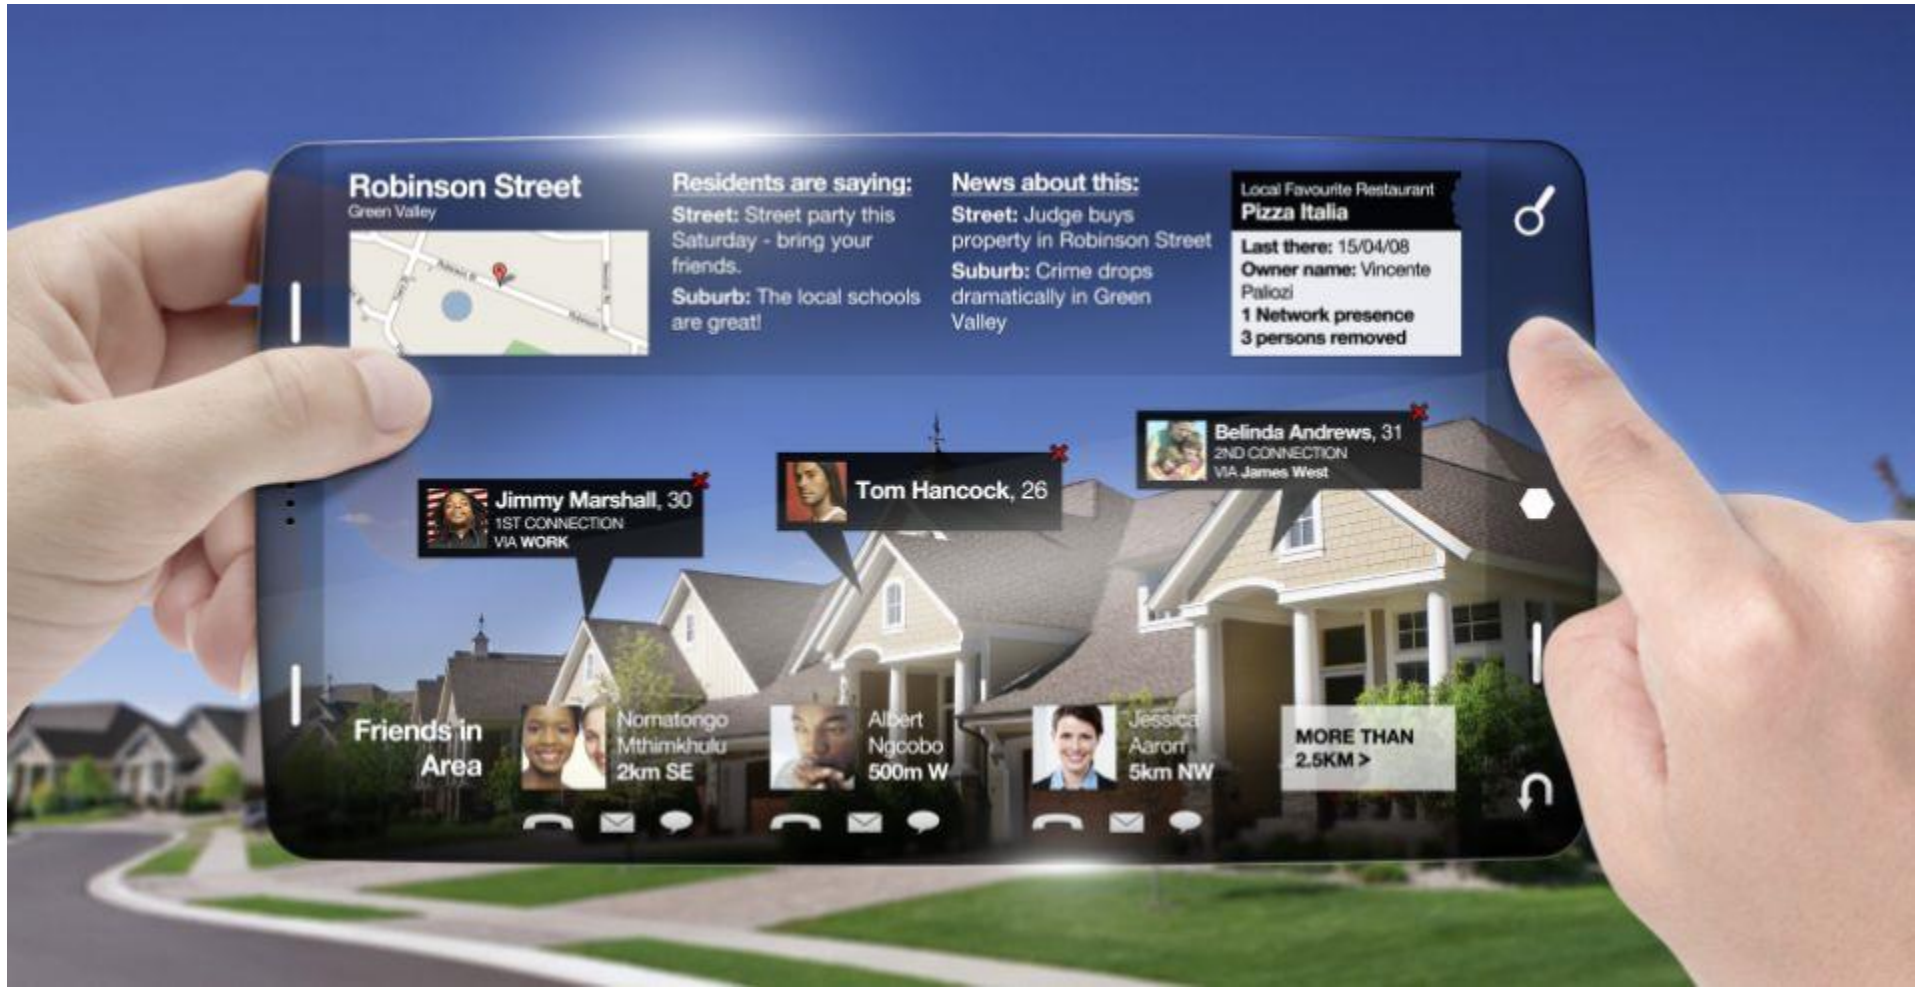 Robinson Street
Green Valley
Residents are saying:
Street: Street party this
Saturday - bring your
friends.
Suburb: The local schools
are great!
News about this:
Street: Judge buys
property in Robinson Street
Suburb: Crime drops
dramatically in Green
Valley
Local Favourite Restaurant
Pizza Italia
Last there: 15/04/08
Owner name: Vincente
Paliozi
1 Network presence
3 persons removed
Jimmy Marshall, 30
1ST CONNECTION
VIA WORK
Tom Hancock, 26
Belinda Andrews, 31
2ND CONNECTION
VIA James West
Friends in
Area
Nomatongo
Mthimkhulu
2km SE
Albert
Ngcobo
500m W
Jessica
Aaron
5km NW
MORE THAN
2.5KM >